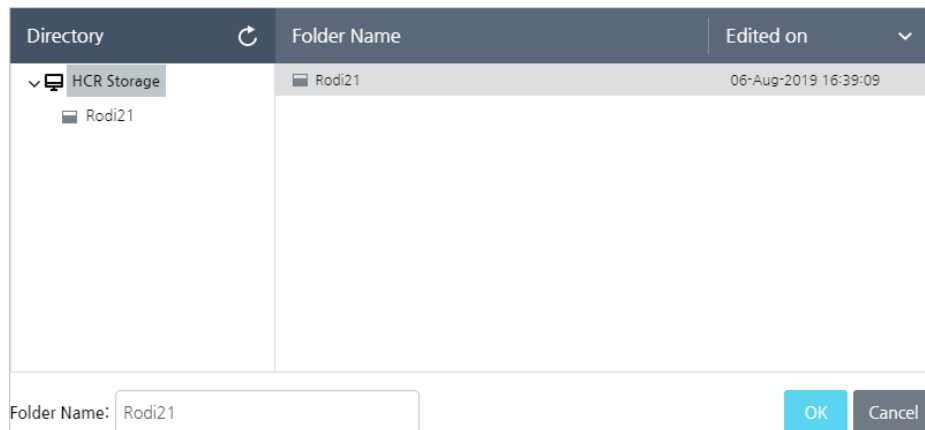 Directory Folder Name Edited on
HCR Storage Rodi21 06-Aug-2019 16:39:09
Rodi21
Folder Name: Rodi21 OK Cancel